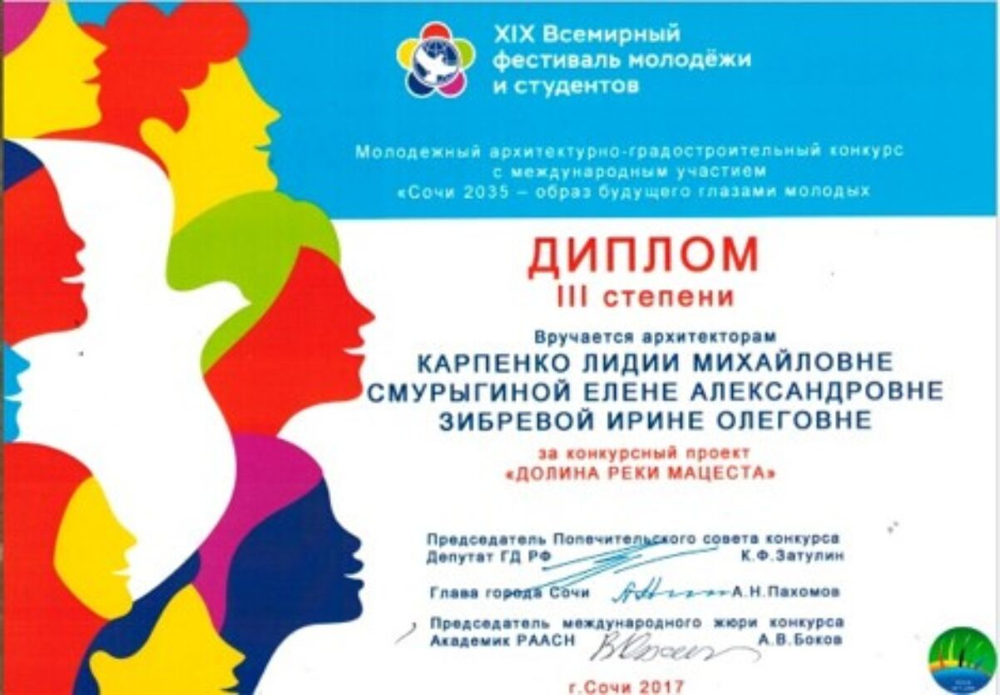 XIX Всемирный
фестиваль молодёжи
и студентов
Молодежный архитектурно-градостроительный конкурс
с международным участием
«Сочи 2035 – образ будущего глазами молодых
ДИПЛОМ
III степени
Вручается архитекторам
КАРПЕНКО ЛИДИИ МИХАЙЛОВНЕ
СМУРЫГИНОЙ ЕЛЕНЕ АЛЕКСАНДРОВНЕ
ЗИБРЕВОЙ ИРИНЕ ОЛЕГОВНЕ
за конкурсный проект
«ДОЛИНА РЕКИ МАЦЕСТА»
Председатель Попечительского совета конкурса
Депутат ГД РФ К.Ф.Затулин
Глава города Сочи А.Н.Пахомов
Председатель международного жюри конкурса
Академик РААСН А.В.Боков
г.Сочи 2017